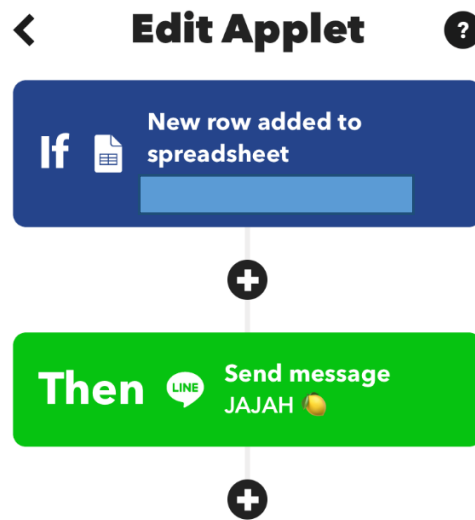 Edit Applet
?
If
New row added to
spreadsheet
Then
LINE
Send message
JAJAH 🍋